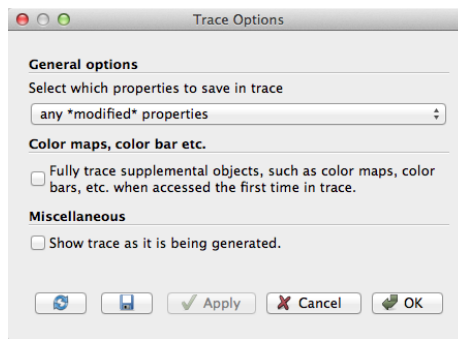 Trace Options
General options
Select which properties to save in trace
any *modified* properties
Color maps, color bar etc.
Fully trace supplemental objects, such as color maps, color
bars, etc. when accessed the first time in trace.
Miscellaneous
Show trace as it is being generated.
Apply Cancel OK